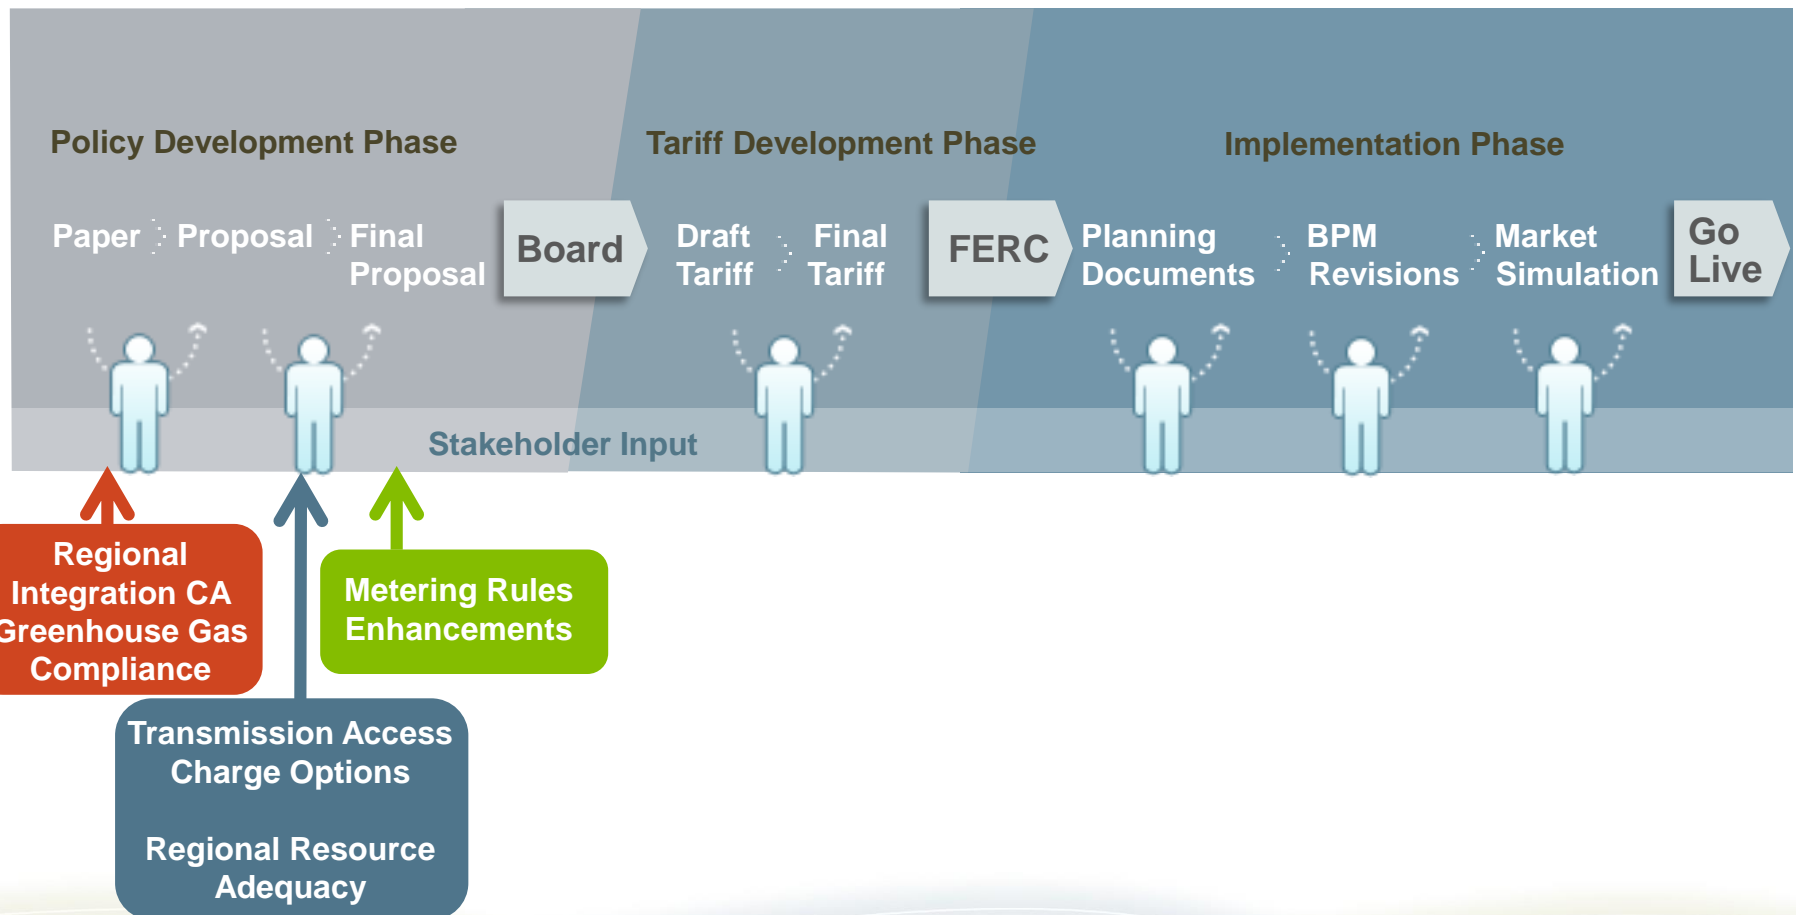 Policy Development Phase
Tariff Development Phase
Implementation Phase
Paper
Proposal
Final
Proposal
Board
Draft
Tariff
Final
Tariff
FERC
Planning
Documents
BPM
Revisions
Market
Simulation
Go
Live
Stakeholder Input
Regional
Integration CA
Greenhouse Gas
Compliance
Metering Rules
Enhancements
Transmission Access
Charge Options
Regional Resource
Adequacy